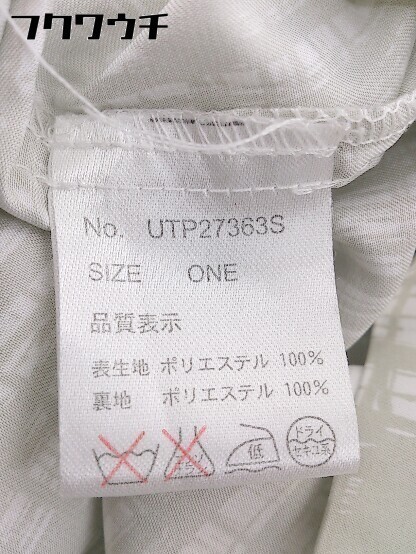 フクワウチ
No. UTP27363S
SIZE ONE
品質表示
表生地 ポリエステル 100%
裏地 ポリエステル 100%
低
ドライ
セキユ系